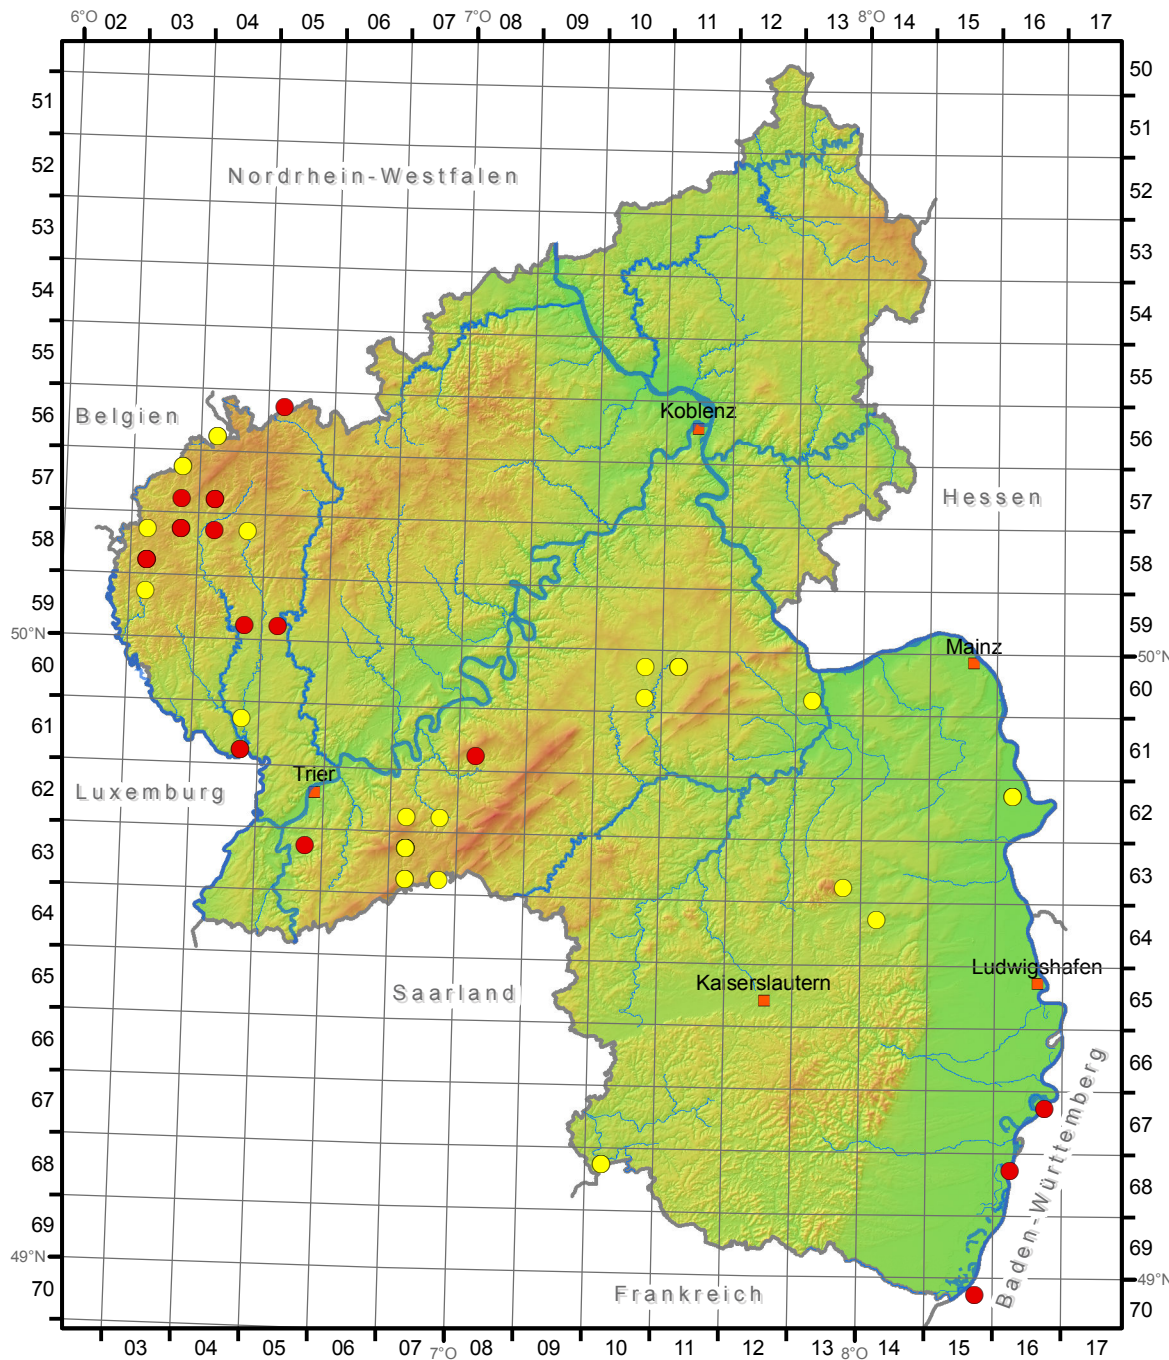 6°O 02 03 04 05 06 07 7°O 08 09 10 11 12 13 8°O 14 15 16 17
50
51
51
52
Nordrhein-Westfalen
52
53
53
54
54
55
55
Belgien
56
Koblenz
56
57
Hessen
57
58
58
59
59
50°N
Mainz
50°N
60
60
61
61
Trier
Luxemburg
62
62
63
63
64
64
Ludwigshafen
Kaiserslautern
Saarland
65
65
66
66
Baden-Württemberg
67
67
68
68
69
69
49°N
49°N
70
Frankreich
70
03 04 05 06 07 7°O 08 09 10 11 12 13 8°O 14 15 16 17